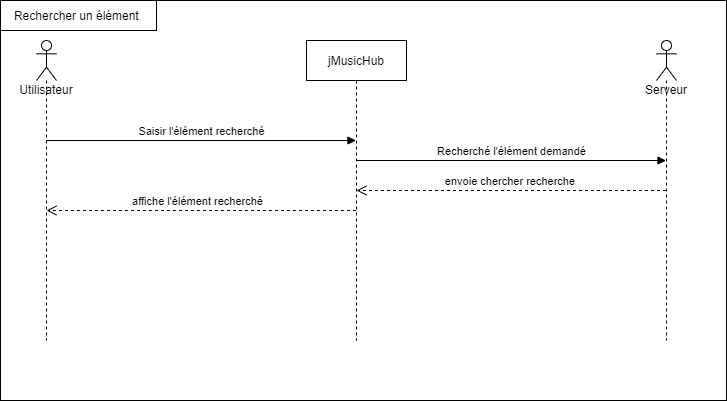 Rechercher un élément
jMusicHub
Utilisateur
Serveur
Saisir l'élément recherché
Recherché l'élément demandé
envoie chercher recherche
affiche l'élément recherché